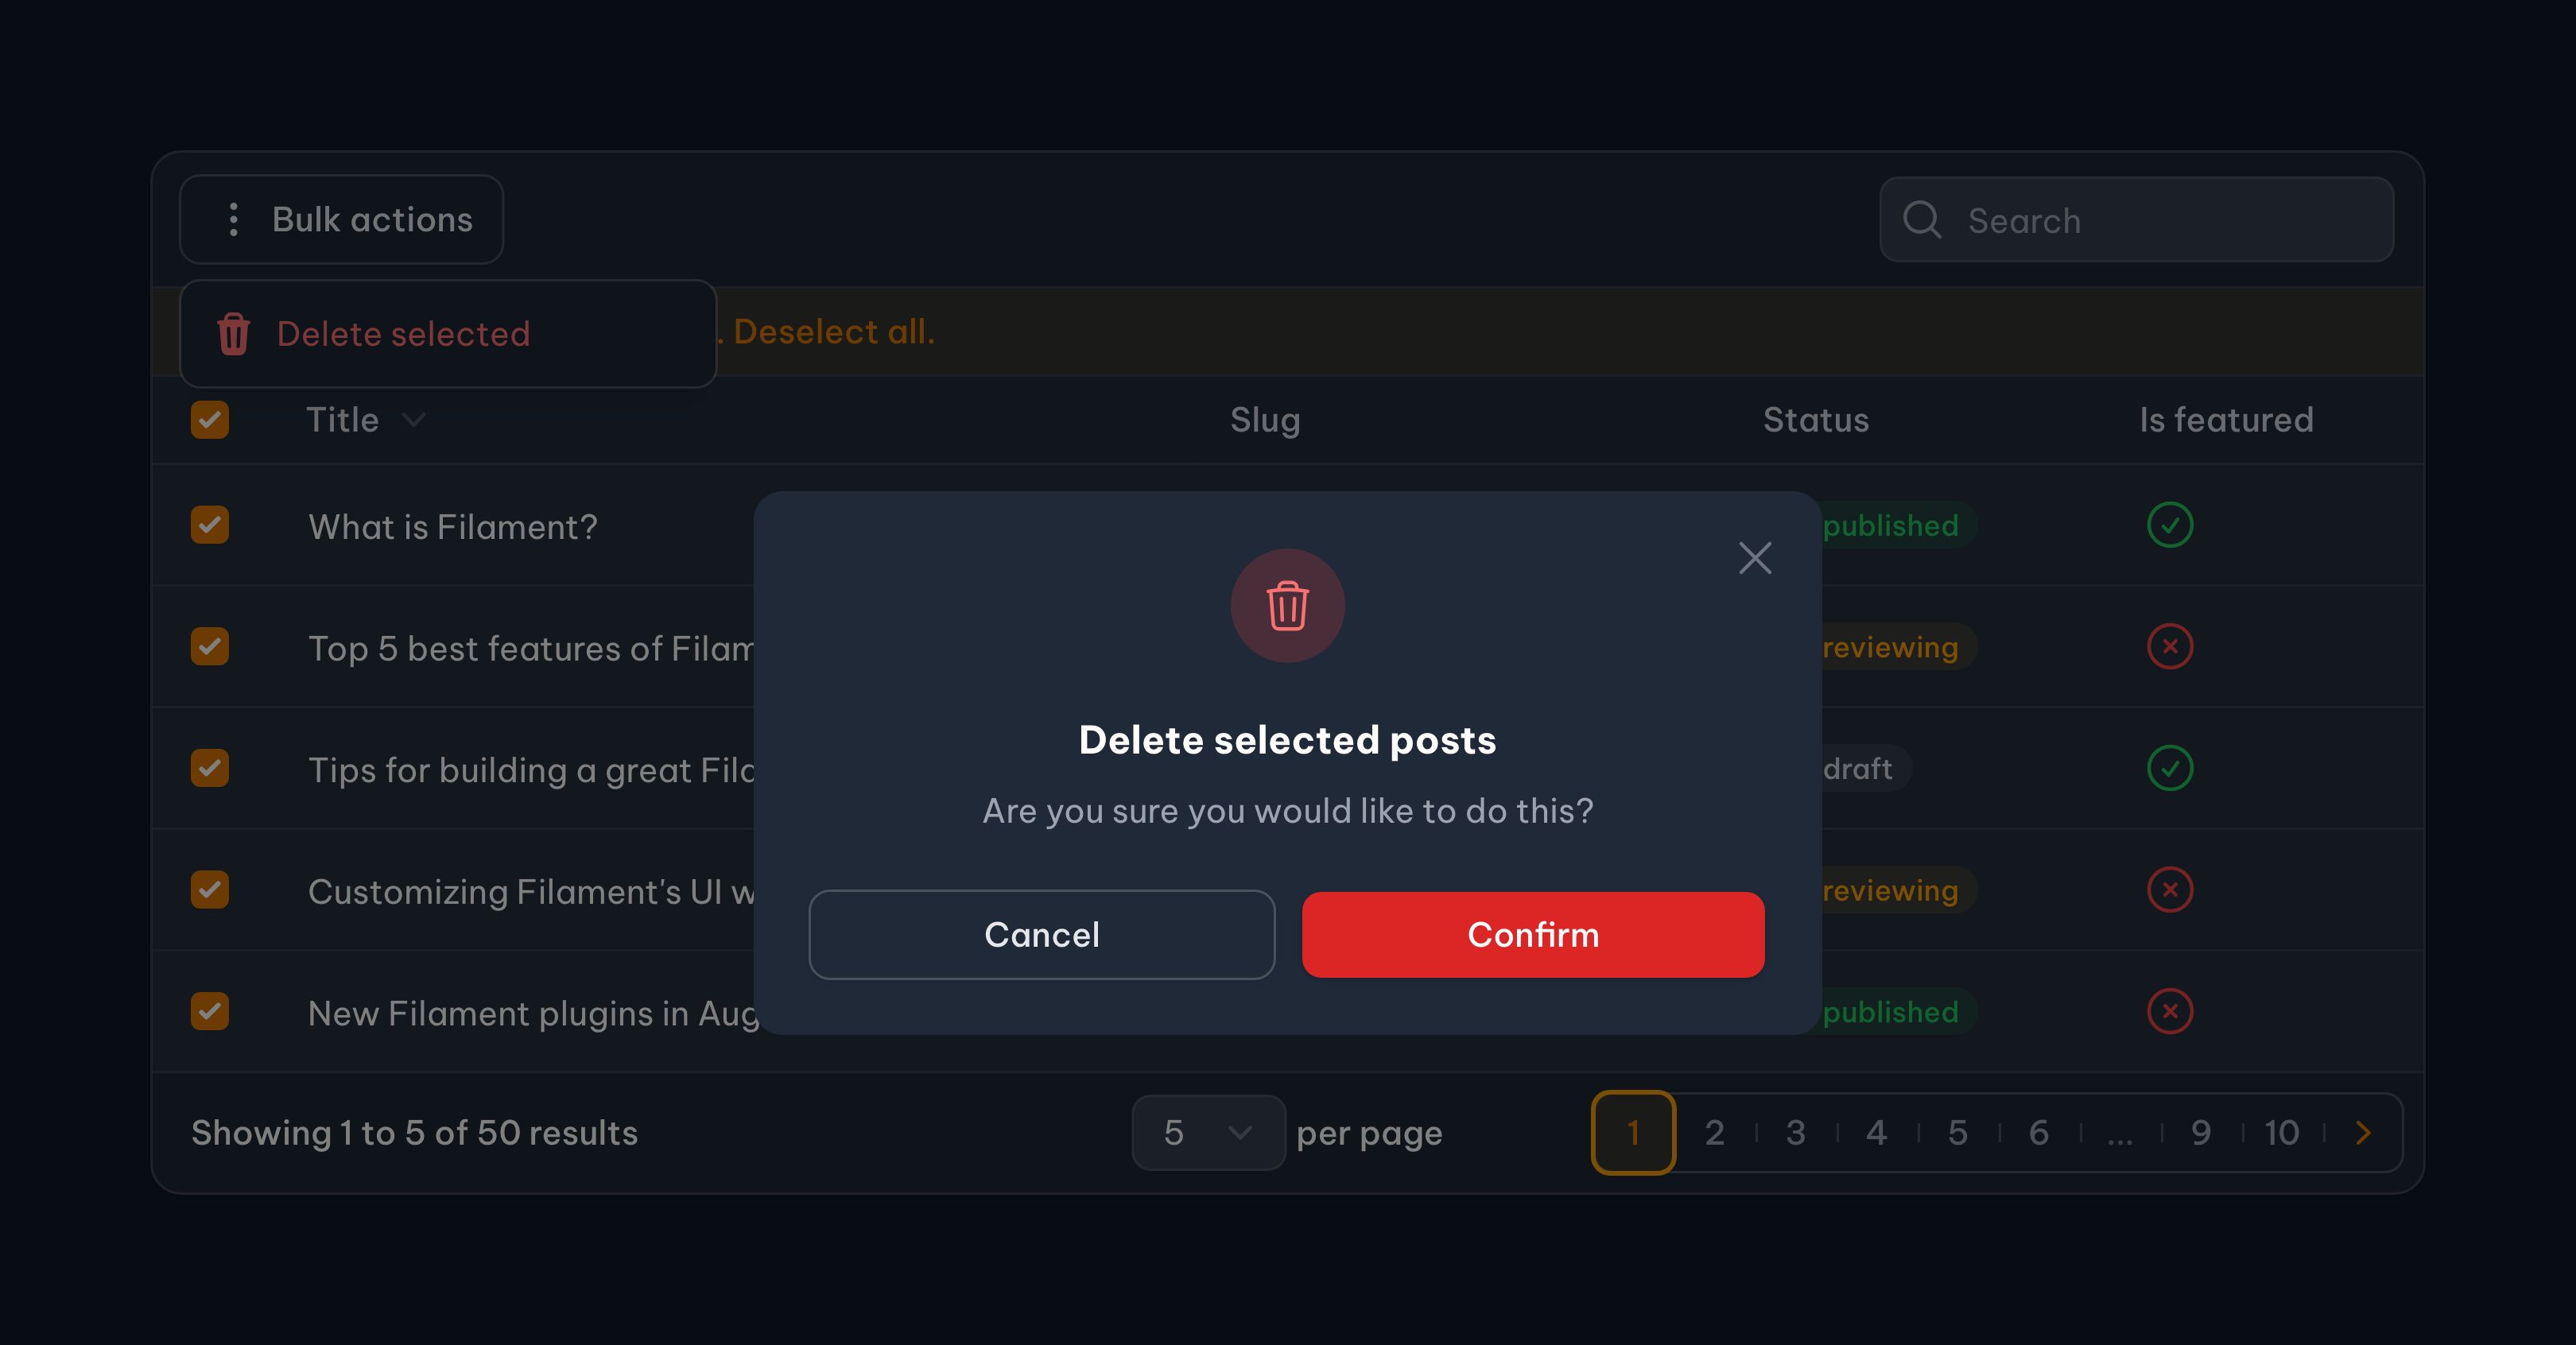 Bulk actions
Search
Delete selected
. Deselect all.
Title
Slug
Status
Is featured
What is Filament?
published
Top 5 best features of
reviewing
Tips for building a great
draft
Customizing Filament's UI
reviewing
New Filament plugins in
published
Delete selected posts
Are you sure you would like to do this?
Cancel
Confirm
Showing 1 to 5 of 50 results
5
per page
1 2 3 4 5 6 ... 9 10